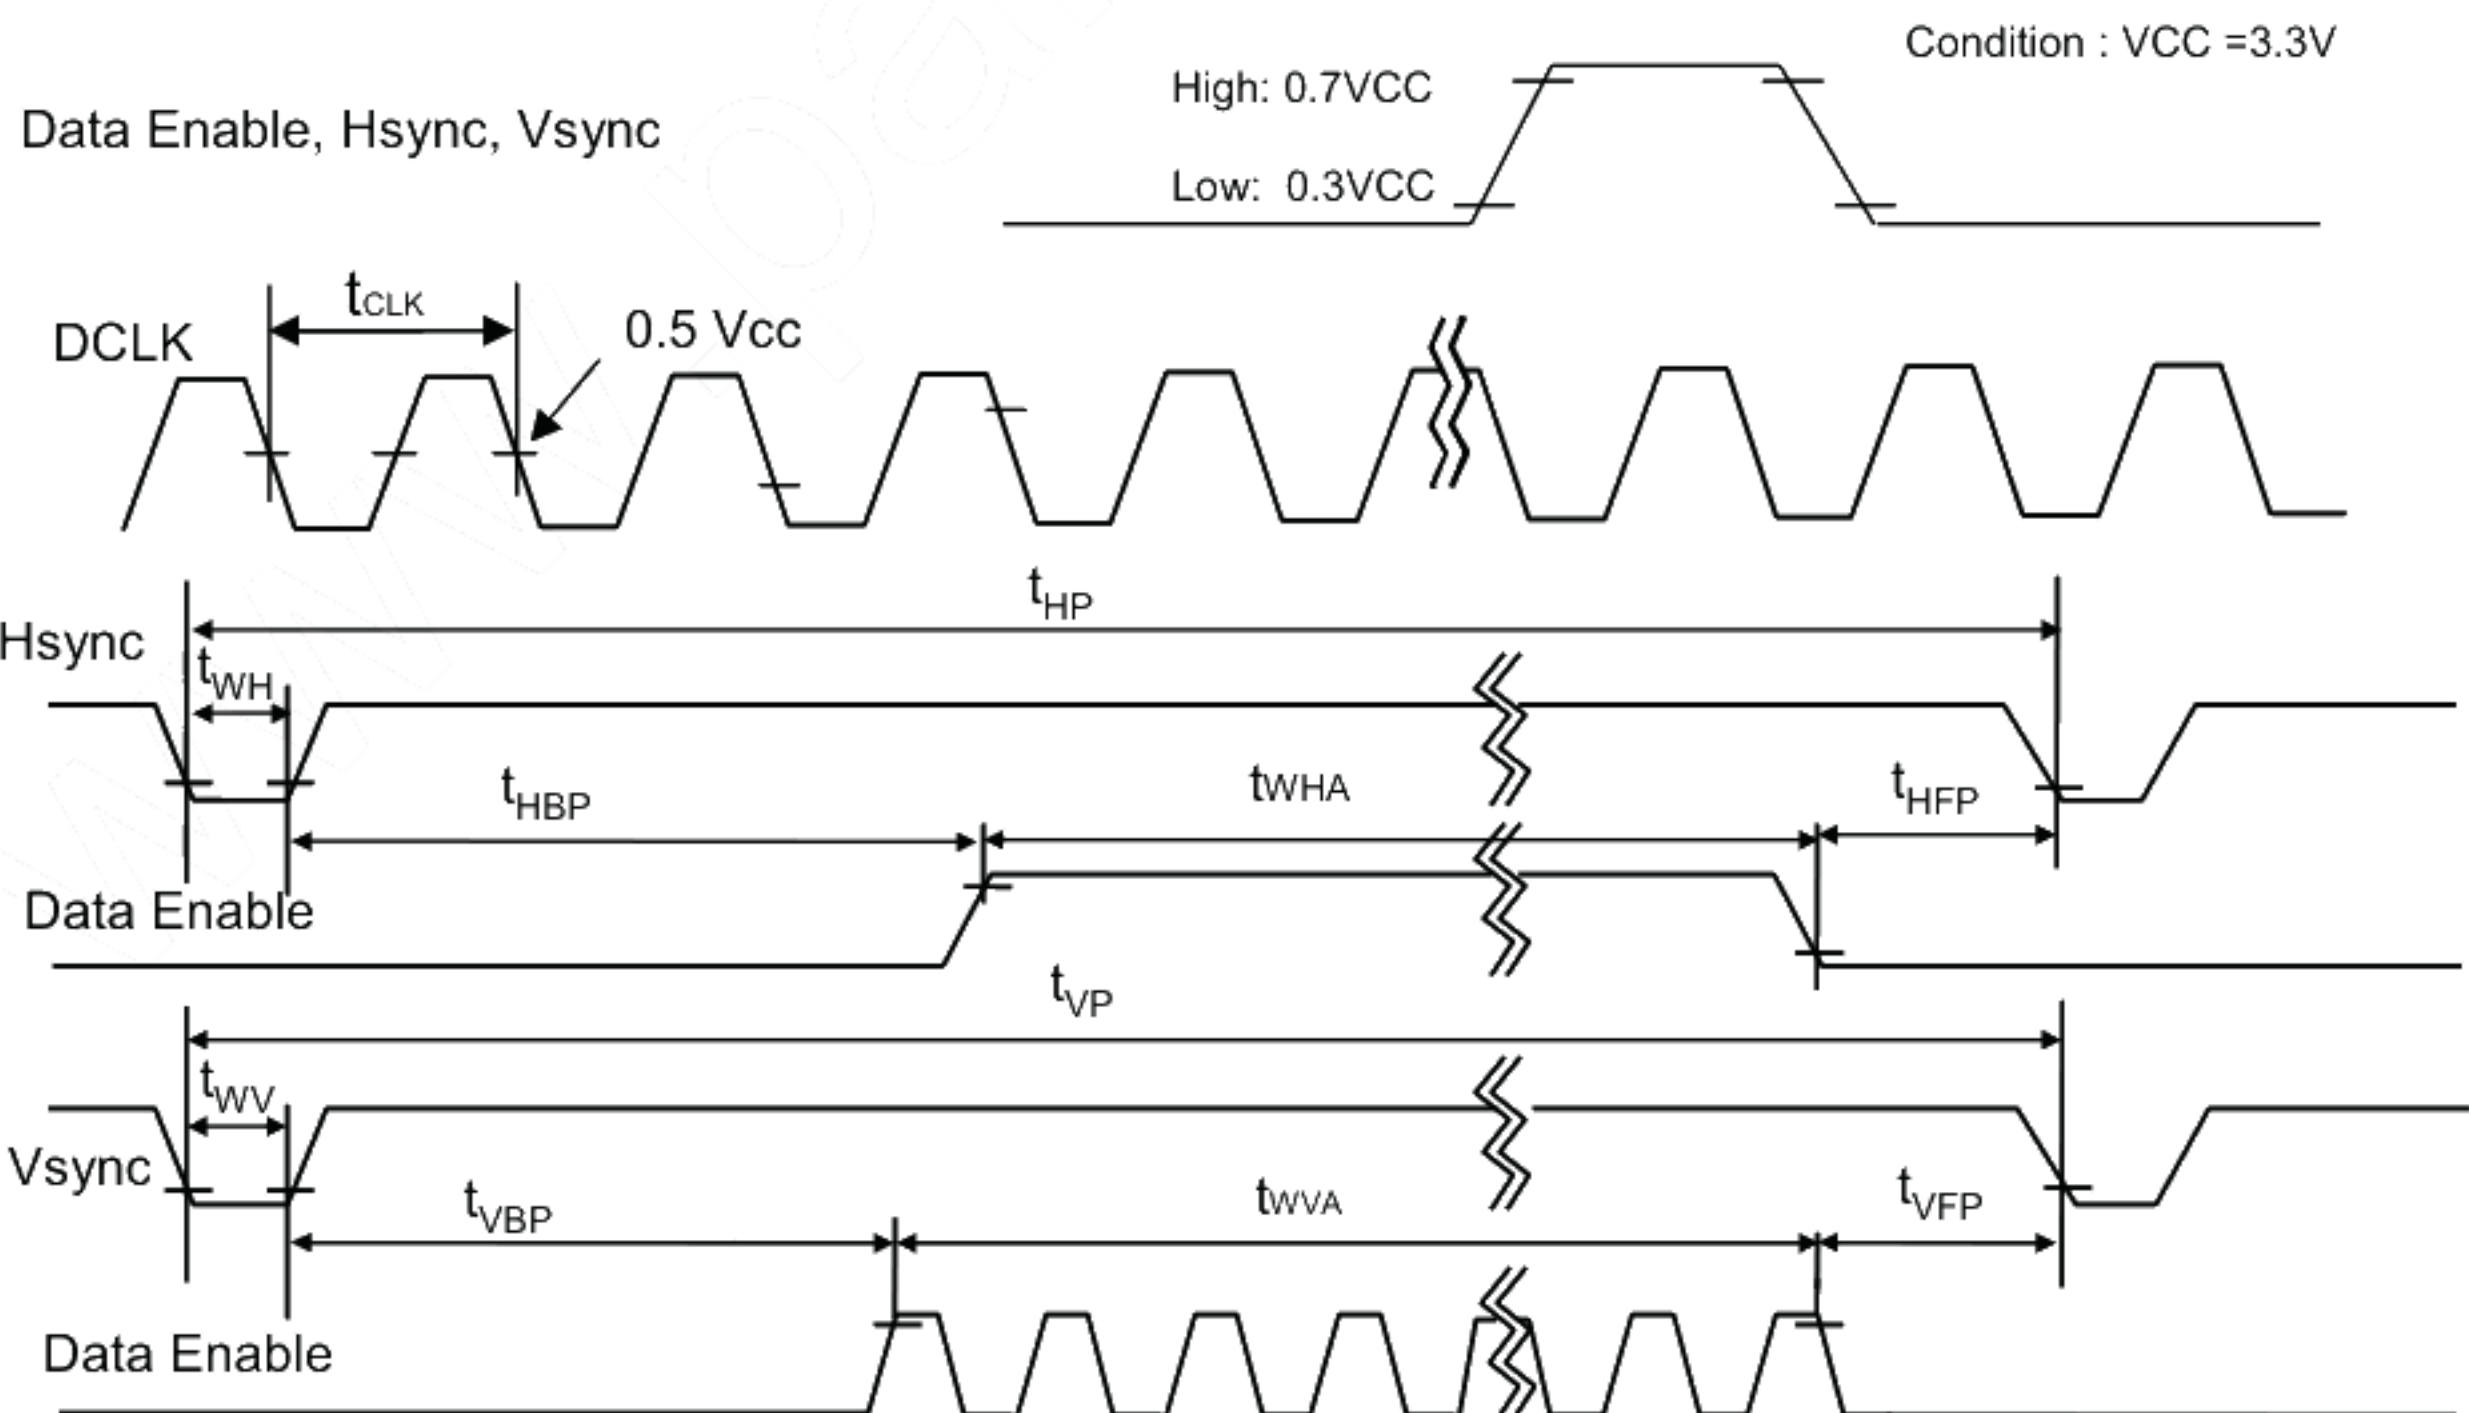 Condition : VCC =3.3V
High: 0.7VCC
Data Enable, Hsync, Vsync
Low: 0.3VCC
tCLK
DCLK
0.5 Vcc
tHP
Hsync
tWH
tHBP
tWHA
tHFP
Data Enable
tVP
tWV
Vsync
tVBP
tWVA
tVFP
Data Enable